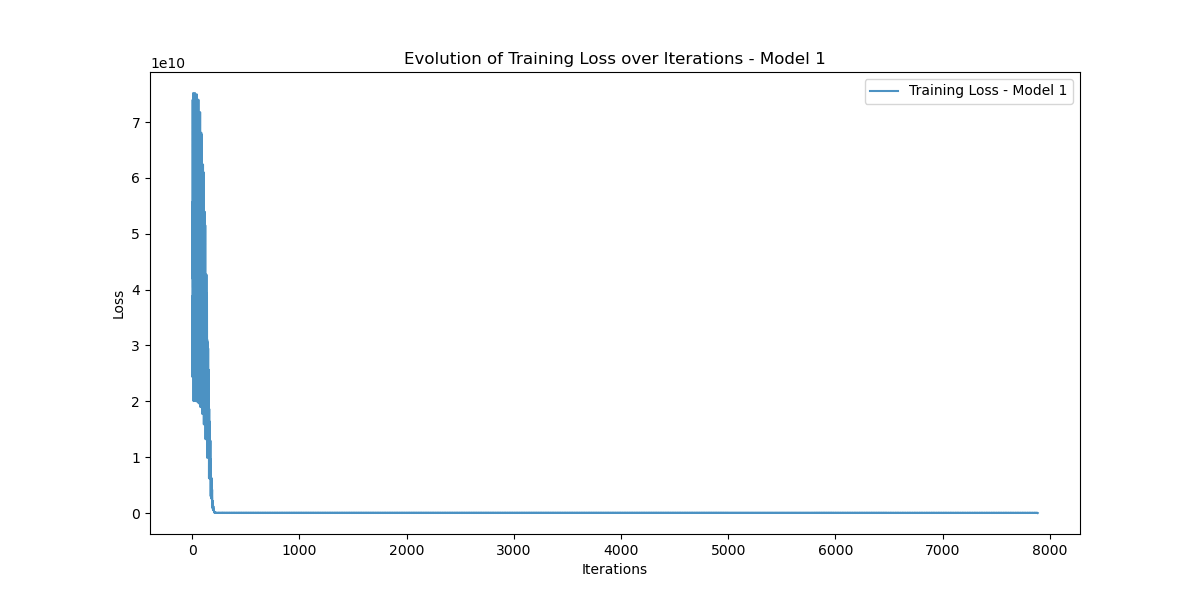 Evolution of Training Loss over Iterations - Model 1
1e10
Training Loss - Model 1
7
6
5
4
3
2
1
0
Loss
0 1000 2000 3000 4000 5000 6000 7000 8000
Iterations